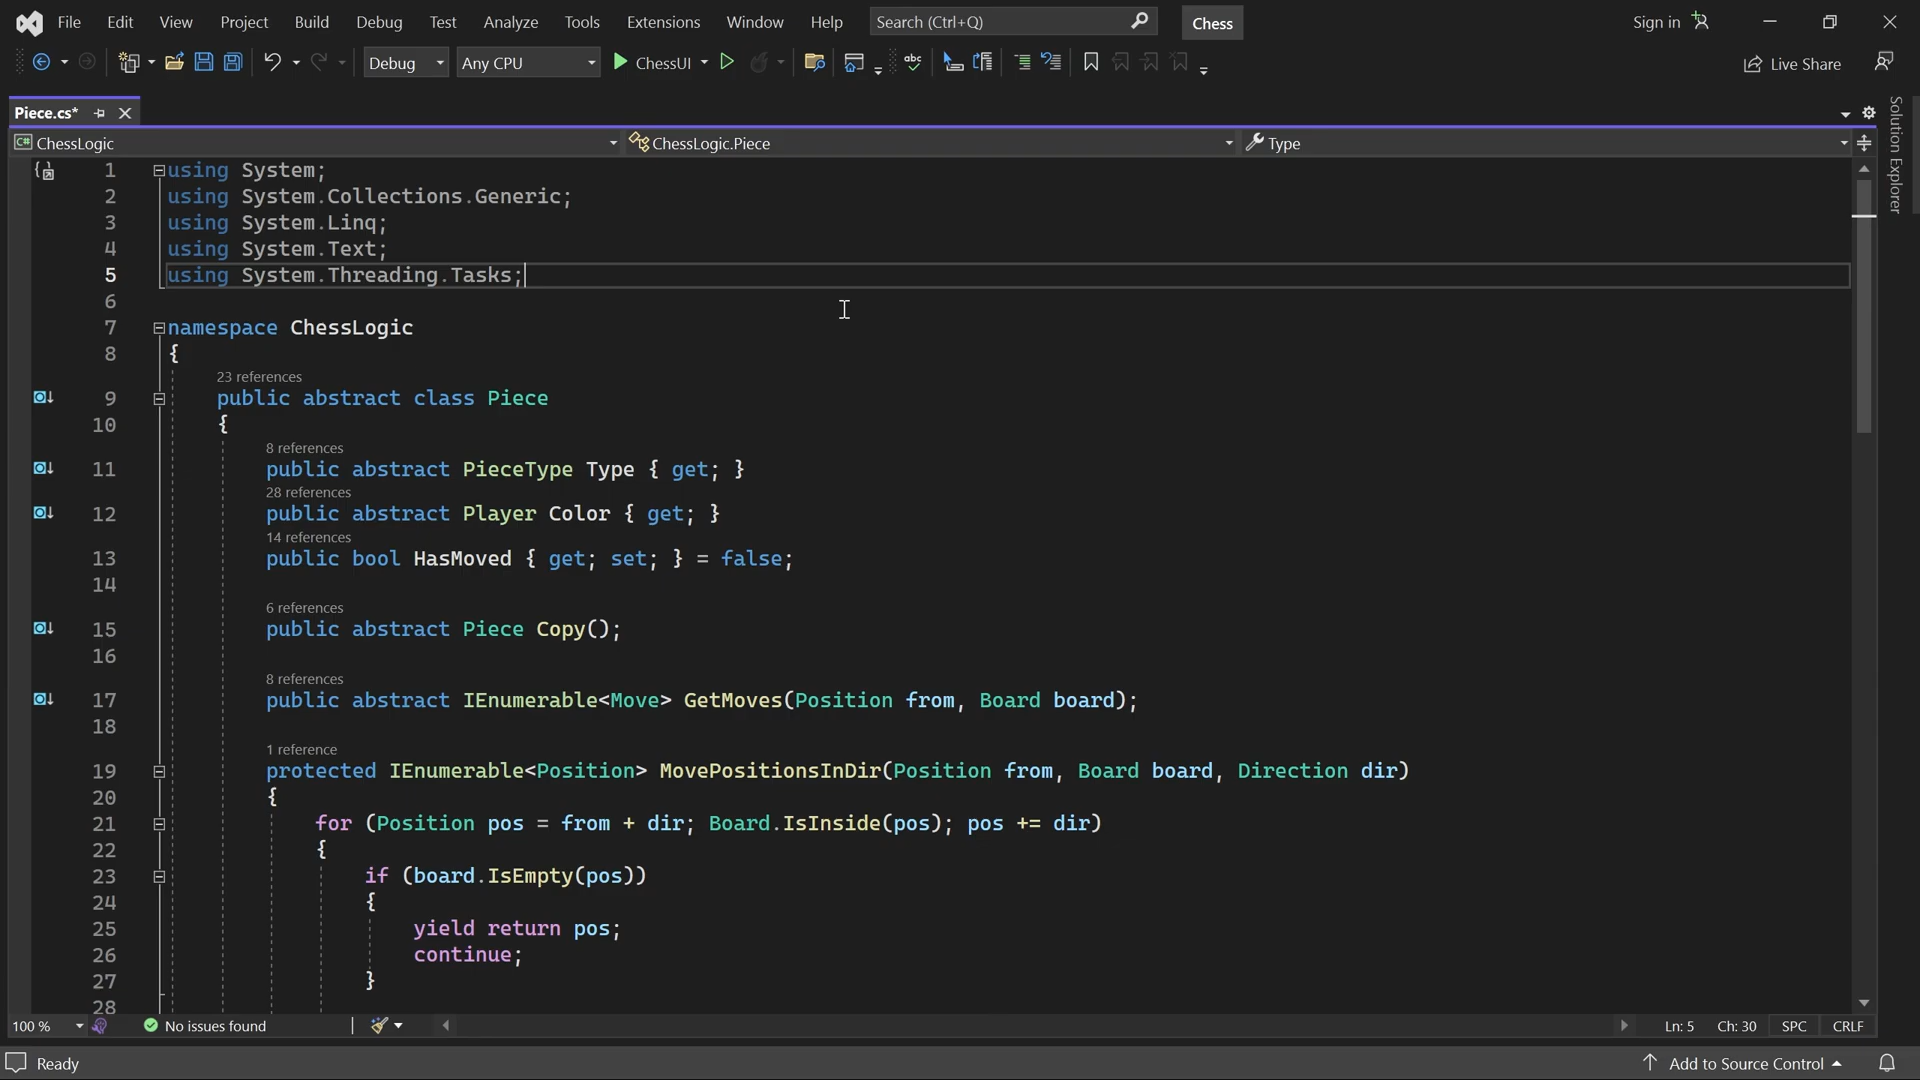 File Edit View Project Build Debug Test Analyze Tools Extensions Window Help Search (Ctrl+Q) Chess Sign in
Debug Any CPU ChessUI abc Live Share
Piece.cs*
Solution Explorer
C# ChessLogic ChessLogic.Piece Type
1 using System;
2 using System.Collections.Generic;
3 using System.Linq;
4 using System.Text;
5 using System.Threading.Tasks;
6
7 namespace ChessLogic
8 {
23 references
9 public abstract class Piece
10 {
8 references
11 public abstract PieceType Type { get; }
28 references
12 public abstract Player Color { get; }
14 references
13 public bool HasMoved { get; set; } = false;
14
6 references
15 public abstract Piece Copy();
16
8 references
17 public abstract IEnumerable<Move> GetMoves(Position from, Board board);
18
1 reference
19 protected IEnumerable<Position> MovePositionsInDir(Position from, Board board, Direction dir)
20 {
21 for (Position pos = from + dir; Board.IsInside(pos); pos += dir)
22 {
23 if (board.IsEmpty(pos))
24 {
25 yield return pos;
26 continue;
27 }
28
100 % No issues found Ln: 5 Ch: 30 SPC CRLF
Ready Add to Source Control